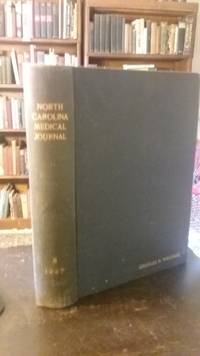 NORTH
CAROLINA
MEDICAL
JOURNAL
8
1947